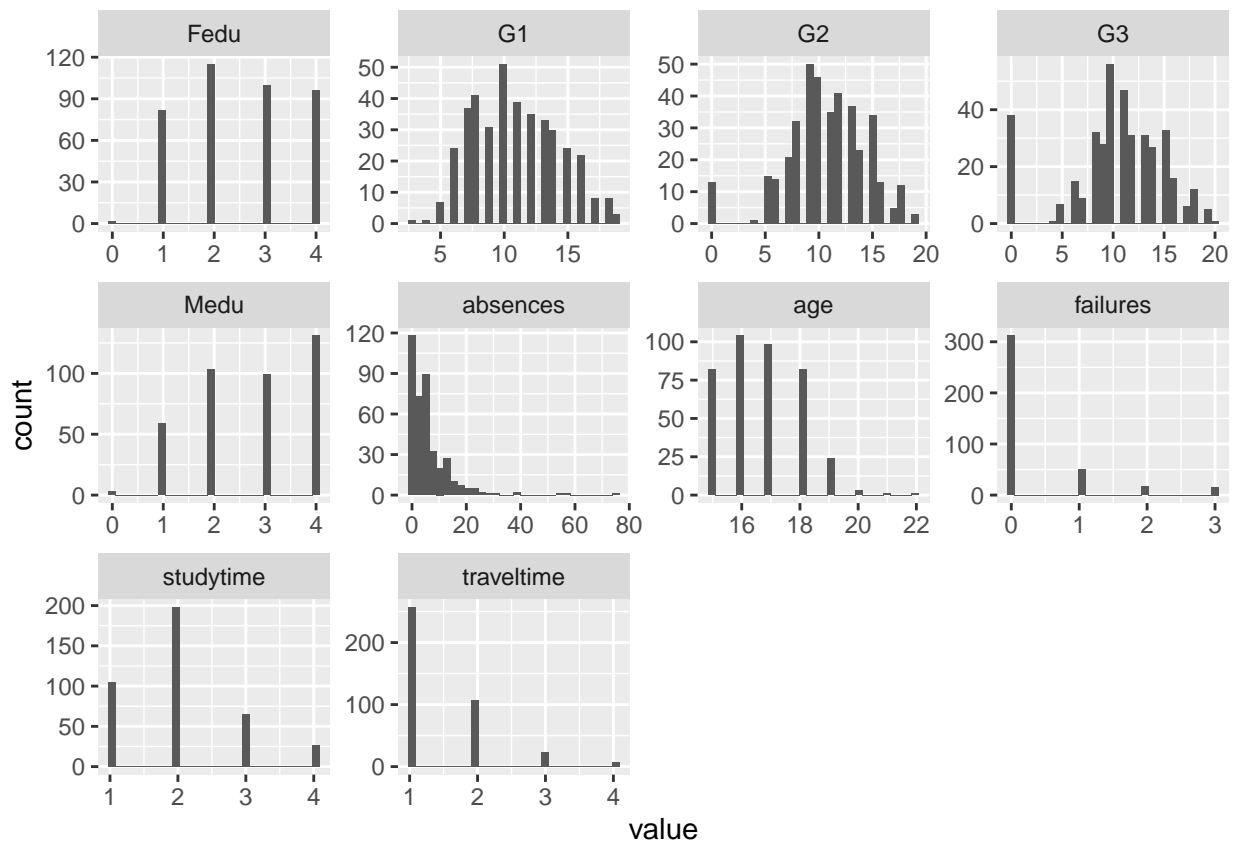 Fedu G1 G2 G3
120 90 60 30 0
50 40 30 20 10 0
50 40 30 20 10 0
40 20 0
0 1 2 3 4
5 10 15
0 5 10 15 20
0 5 10 15 20
Medu absences age failures
100 50 0
120 90 60 30 0
100 75 50 25 0
300 200 100 0
0 1 2 3 4
0 20 40 60 80
16 18 20 22
0 1 2 3
count
studytime traveltime
200 150 100 50 0
200 100 0
1 2 3 4
1 2 3 4
value